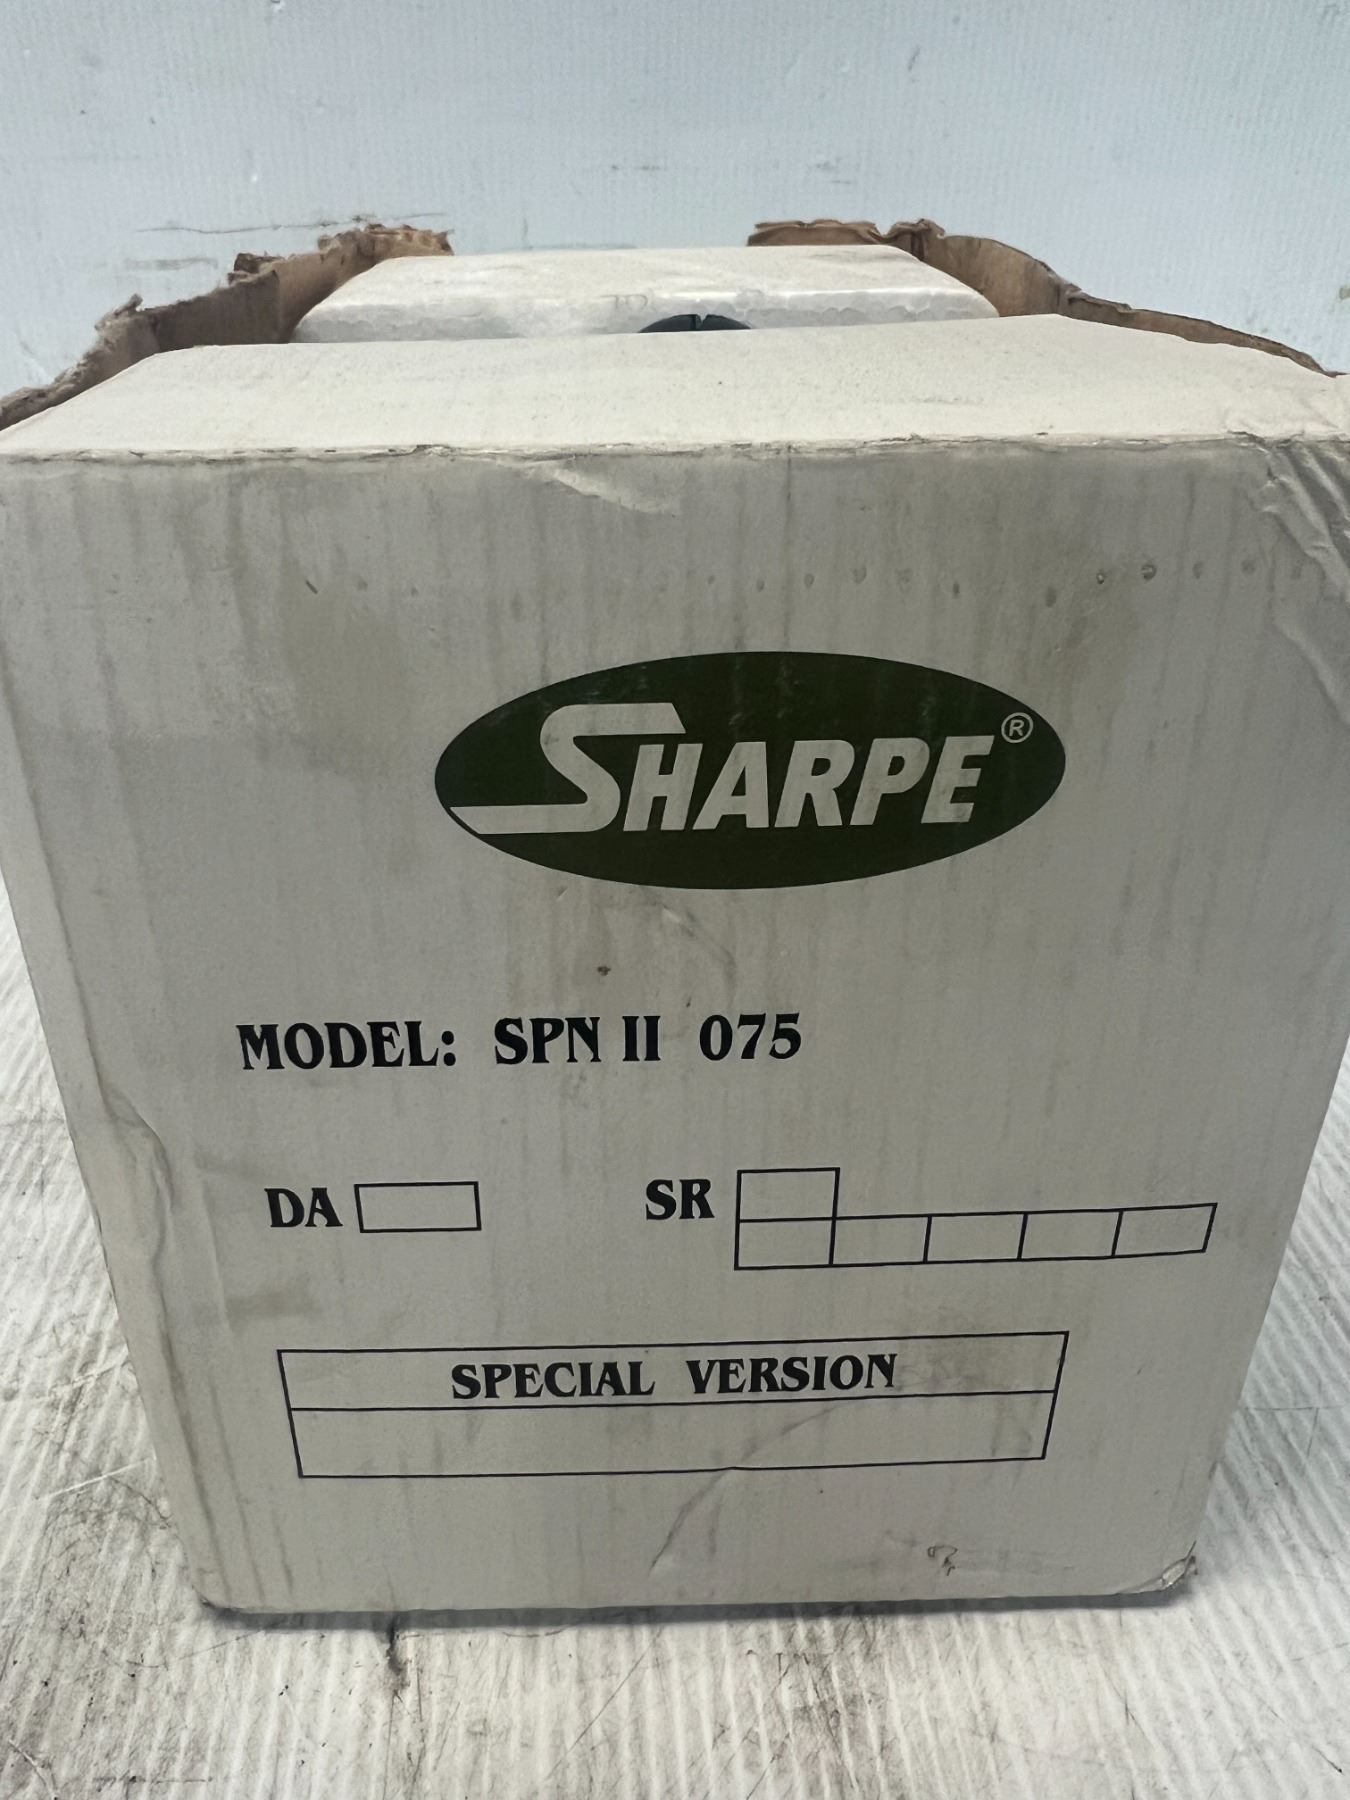 SHARPE®
MODEL: SPN II 075
DA SR
SPECIAL VERSION